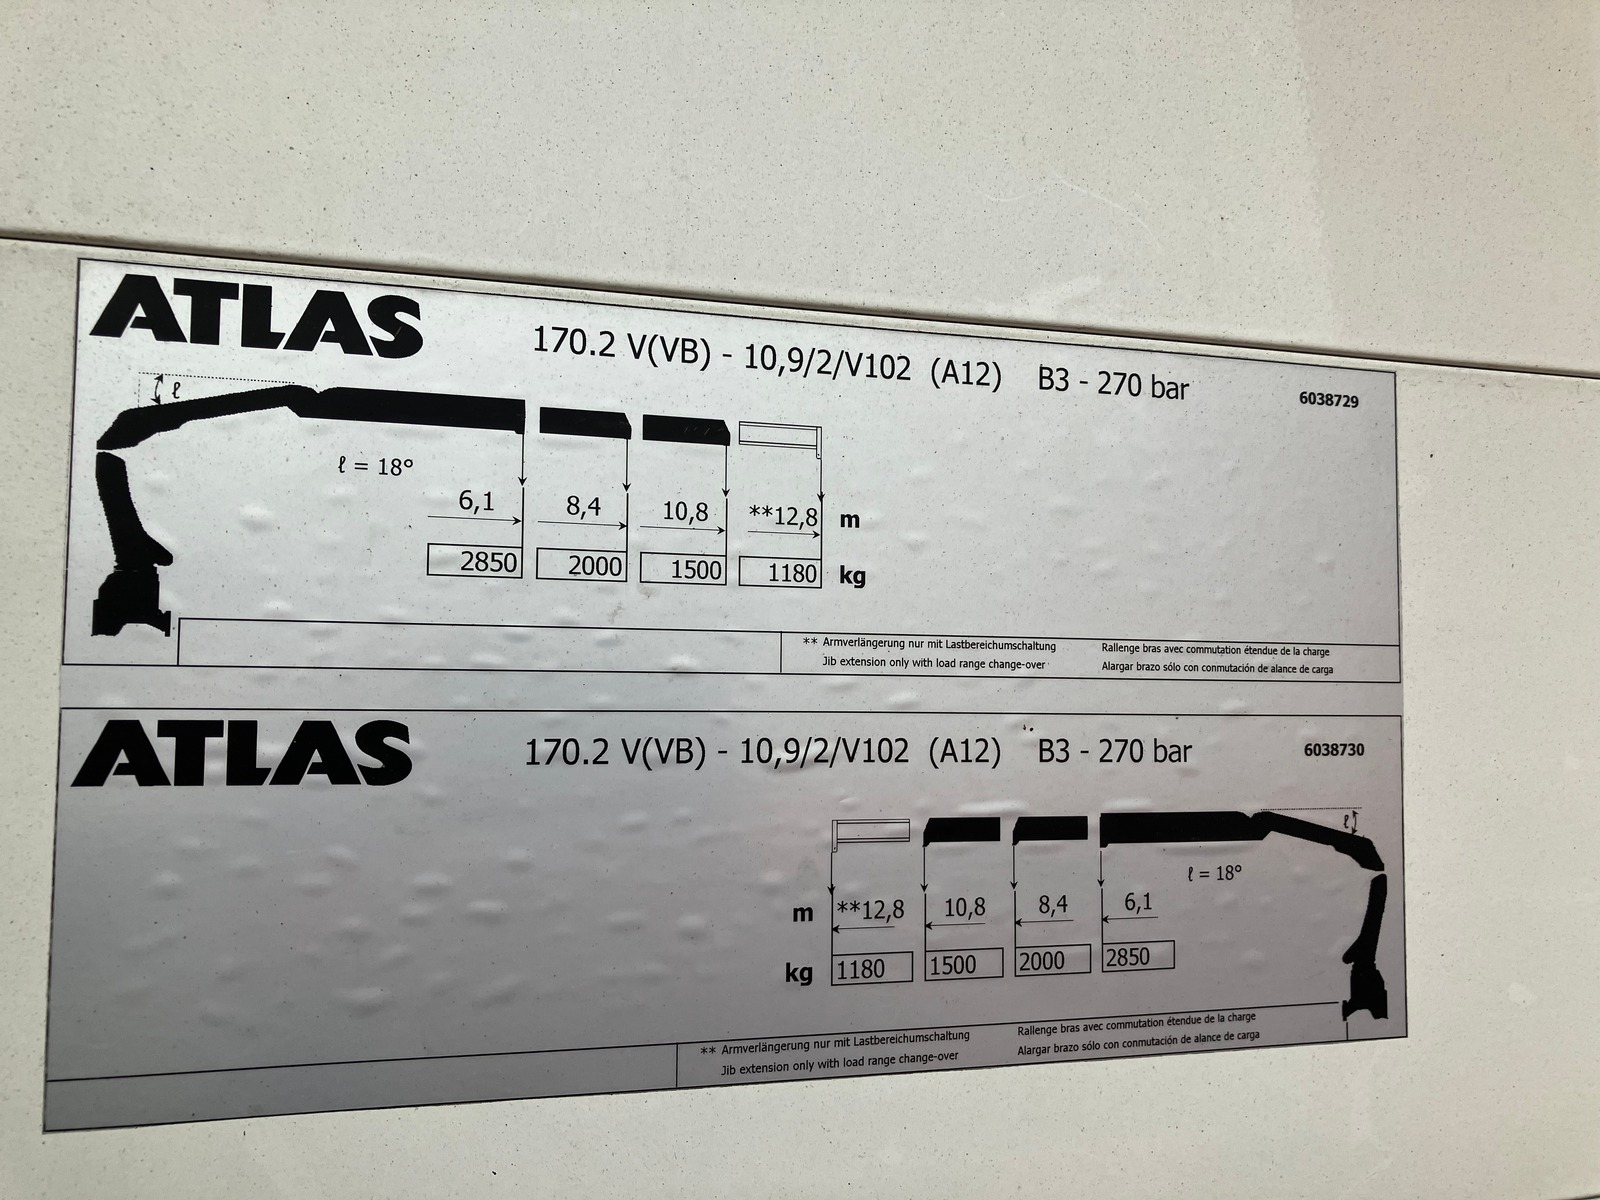 ATLAS
170.2 V(VB) - 10,9/2/V102 (A12) B3 - 270 bar
6038729
ℓ
ℓ = 18°
6,1 8,4 10,8 **12,8 m
2850 2000 1500 1180 kg
** Armverlängerung nur mit Lastbereichumschaltung
Jib extension only with load range change-over
Rallenge bras avec commutation étendue de la charge
Alargar brazo sólo con conmutación de alance de carga
ATLAS
170.2 V(VB) - 10,9/2/V102 (A12) B3 - 270 bar
6038730
ℓ
ℓ = 18°
m **12,8 10,8 8,4 6,1
kg 1180 1500 2000 2850
** Armverlängerung nur mit Lastbereichumschaltung
Jib extension only with load range change-over
Rallenge bras avec commutation étendue de la charge
Alargar brazo sólo con conmutación de alance de carga